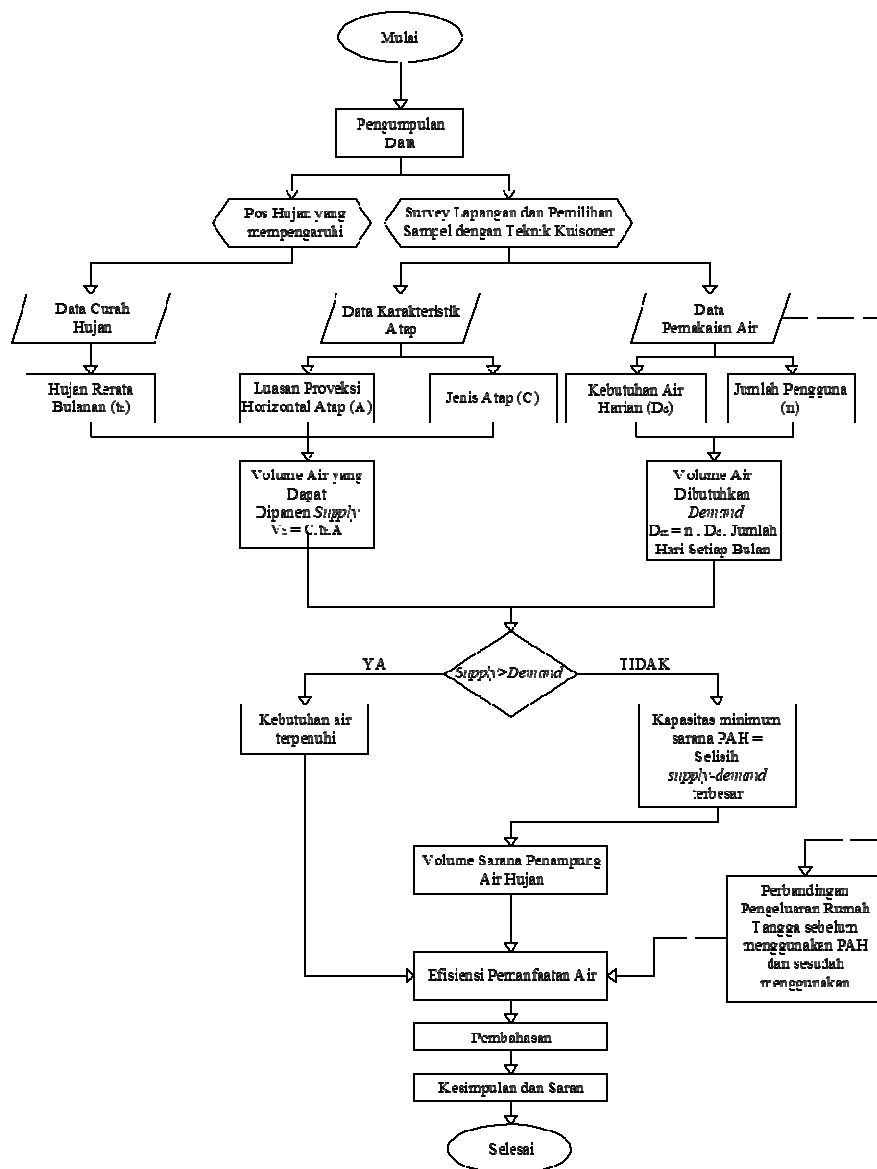 Mulai
Pengumpulan
Data
Pos Hujan yang
mempengaruhi
Survey Lapangan dan Pemilihan
Sampel dengan Teknik Kuisoner
Data Curah
Hujan
Data Karakteristik
Atap
Data
Pemakaian Air
Hujan Rerata
Bulanan
Luasan Proyeksi
Horizontal Atap (A)
Jenis Atap (C)
Kebutuhan Air
Harian (Dd)
Jumlah Pengguna
(n)
Volume Air yang
Dapat
Dipanen Supply
Volume Air
Dibutuhkan
Demand
= n . Dd. Jumlah
Hari Setiap Bulan
Supply>Demand
YA
TIDAK
Kebutuhan air
terpenuhi
Kapasitas minimum
sarana PAH =
Selisih
supply-demand
terbesar
Volume Sarana Penampung
Air Hujan
Perbandingan
Pengeluaran Rumah
Tangga sebelum
menggunakan PAH
dan sesudah
menggunakan
Efisiensi Pemanfaatan Air
Pembahasan
Kesimpulan dan Saran
Selesai